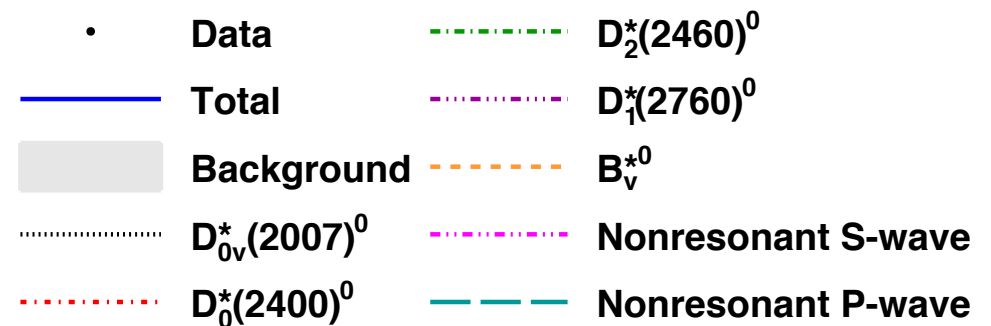 Data
Total
Background
D*0v(2007)0
D*0(2400)0
D*2(2460)0
D*1(2760)0
B*0v
Nonresonant S-wave
Nonresonant P-wave